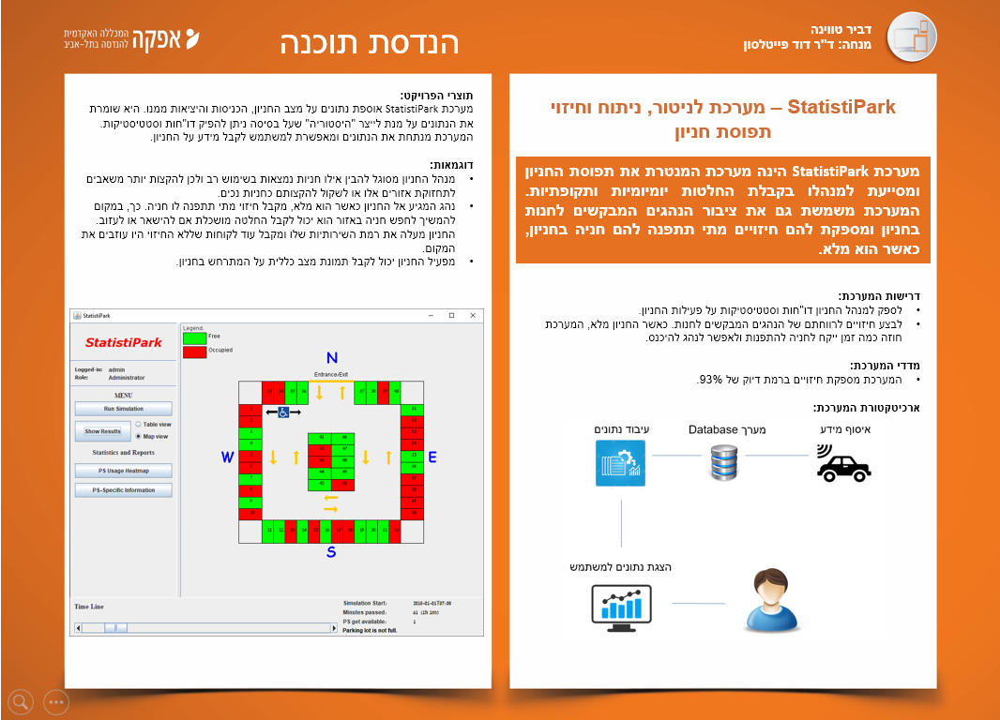 דביר טווינה
מנחה: ד"ר דוד פייטלסון
הנדסת תוכנה
אפקה
המכללה האקדמית
להנדסה בתל-אביב
StatistiPark – מערכת לניטור, ניתוח וחיזוי
תפוסת חניון
מערכת StatistiPark הינה מערכת המנטרת את תפוסת החניון
ומסייעת למנהלו בקבלת החלטות יומיומיות ותקופתיות.
המערכת משמשת גם את ציבור הנהגים המבקשים לחנות
בחניון ומספקת להם חיזויים מתי תתפנה להם חניה בחניון,
כאשר הוא מלא.
דרישות המערכת:
• לספק למנהל החניון דו"חות וסטטיסטיקות על פעילות החניון.
• לבצע חיזויים לרווחתם של הנהגים המבקשים לחנות. כאשר החניון מלא, המערכת
חוזה כמה זמן ייקח לחניה להתפנות ולאפשר לנהג להיכנס.
מדדי המערכת:
• המערכת מספקת חיזויים ברמת דיוק של 93%.
ארכיטקטורת המערכת:
איסוף מידע
מערך Database
עיבוד נתונים
הצגת נתונים למשתמש
תוצרי הפרויקט:
מערכת StatistiPark אוספת נתונים על מצב החניון, הכניסות והיציאות ממנו. היא שומרת
את הנתונים על מנת לייצר "היסטוריה" שעל בסיסה ניתן להפיק דו"חות וסטטיסטיקות.
המערכת מנתחת את הנתונים ומאפשרת למשתמש לקבל מידע על החניון.
דוגמאות:
• מנהל החניון מסוגל להבין אילו חניות נמצאות בשימוש רב ולכן להקצות יותר משאבים
לתחזוקת אזורים אלו או לשקול להקצותם כחניות נכים.
• נהג המגיע אל החניון כאשר הוא מלא, מקבל חיזוי מתי תתפנה לו חניה. כך, במקום
להמשיך לחפש חניה באזור הוא יכול לקבל החלטה מושכלת אם להישאר או לעזוב.
החניון מעלה את רמת השירותיות שלו ומקבל עוד לקוחות שללא החיזוי היו עוזבים את
המקום.
• מפעיל החניון יכול לקבל תמונת מצב כללית על המתרחש בחניון.
StatistiPark
StatistiPark
Logged-in: admin
Role: Administrator
MENU
Run Simulation
Show Results
Table view
Map view
Statistics and Reports
PS Usage Heatmap
PS-Specific Information
Legend:
Free
Occupied
N
Entrance/Exit
W
E
S
Time Line
Simulation Start: 2018-01-01T07:00
Minutes passed: 61 (1h 1m)
PS get available: 1
Parking lot is not full.